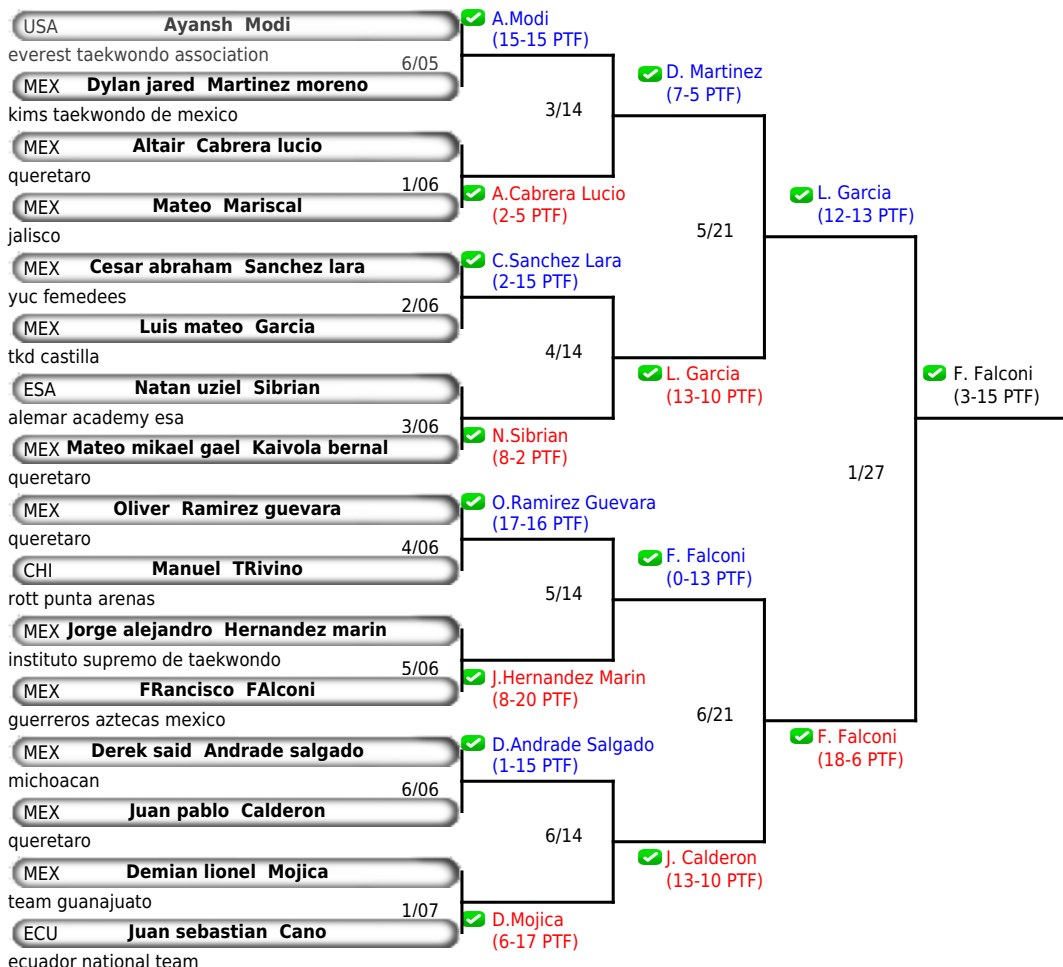 USA Ayansh Modi
everest taekwondo association
6/05
MEX Dylan jared Martinez moreno
kims taekwondo de mexico
MEX Altair Cabrera lucio
queretaro
1/06
MEX Mateo Mariscal
jalisco
MEX Cesar abraham Sanchez lara
yuc femedees
2/06
MEX Luis mateo Garcia
tkd castilla
ESA Natan uziel Sibrian
alemar academy esa
3/06
MEX Mateo mikael gael Kaivola bernal
queretaro
MEX Oliver Ramirez guevara
queretaro
4/06
CHI Manuel TRivino
rott punta arenas
MEX Jorge alejandro Hernandez marin
instituto supremo de taekwondo
5/06
MEX FRancisco FAlconi
guerreros aztecas mexico
MEX Derek said Andrade salgado
michoacan
6/06
MEX Juan pablo Calderon
queretaro
MEX Demian lionel Mojica
team guanajuato
1/07
ECU Juan sebastian Cano
ecuador national team
A.Modi
(15-15 PTF)
3/14
A.Cabrera Lucio
(2-5 PTF)
C.Sanchez Lara
(2-15 PTF)
4/14
N.Sibrian
(8-2 PTF)
O.Ramirez Guevara
(17-16 PTF)
5/14
J.Hernandez Marin
(8-20 PTF)
D.Andrade Salgado
(1-15 PTF)
6/14
D.Mojica
(6-17 PTF)
D. Martinez
(7-5 PTF)
5/21
L. Garcia
(13-10 PTF)
F. Falconi
(0-13 PTF)
6/21
J. Calderon
(13-10 PTF)
L. Garcia
(12-13 PTF)
1/27
F. Falconi
(18-6 PTF)
F. Falconi
(3-15 PTF)